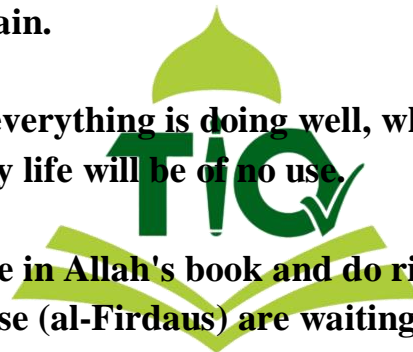 ain.
everything is doing well, wh
y life will be of no use.
TIQ
e in Allah's book and do ri
se (al-Firdaus) are waiting